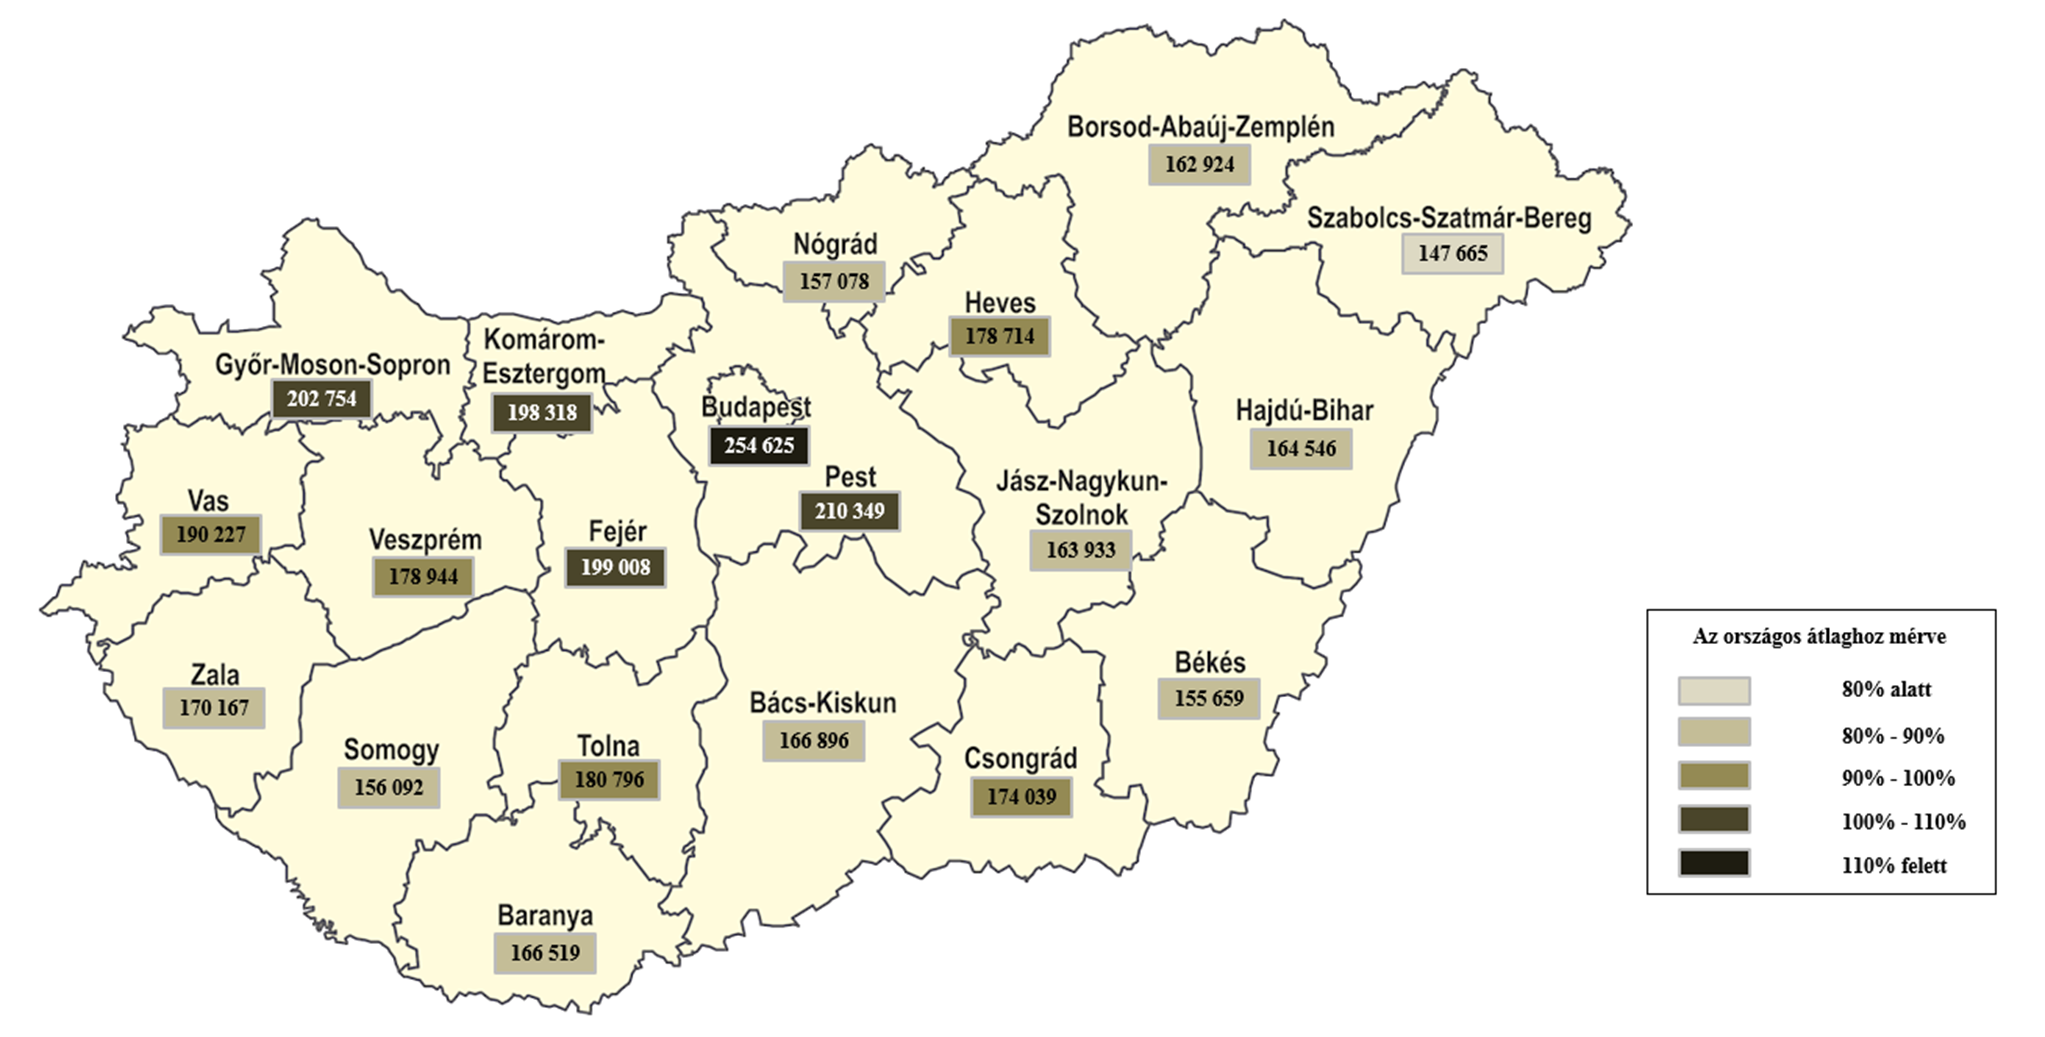 Borsod-Abaúj-Zemplén
162 924
Szabolcs-Szatmár-Bereg
147 665
Nógrád
157 078
Heves
178 714
Győr-Moson-Sopron
202 754
Komárom-
Esztergom
198 318
Budapest
254 625
Pest
210 349
Hajdú-Bihar
164 546
Jász-Nagykun-
Szolnok
163 933
Vas
190 227
Veszprém
178 944
Fejér
199 008
Zala
170 167
Somogy
156 092
Tolna
180 796
Bács-Kiskun
166 896
Csongrád
174 039
Békés
155 659
Baranya
166 519
Az országos átlaghoz mérve
80% alatt
80% - 90%
90% - 100%
100% - 110%
110% felett